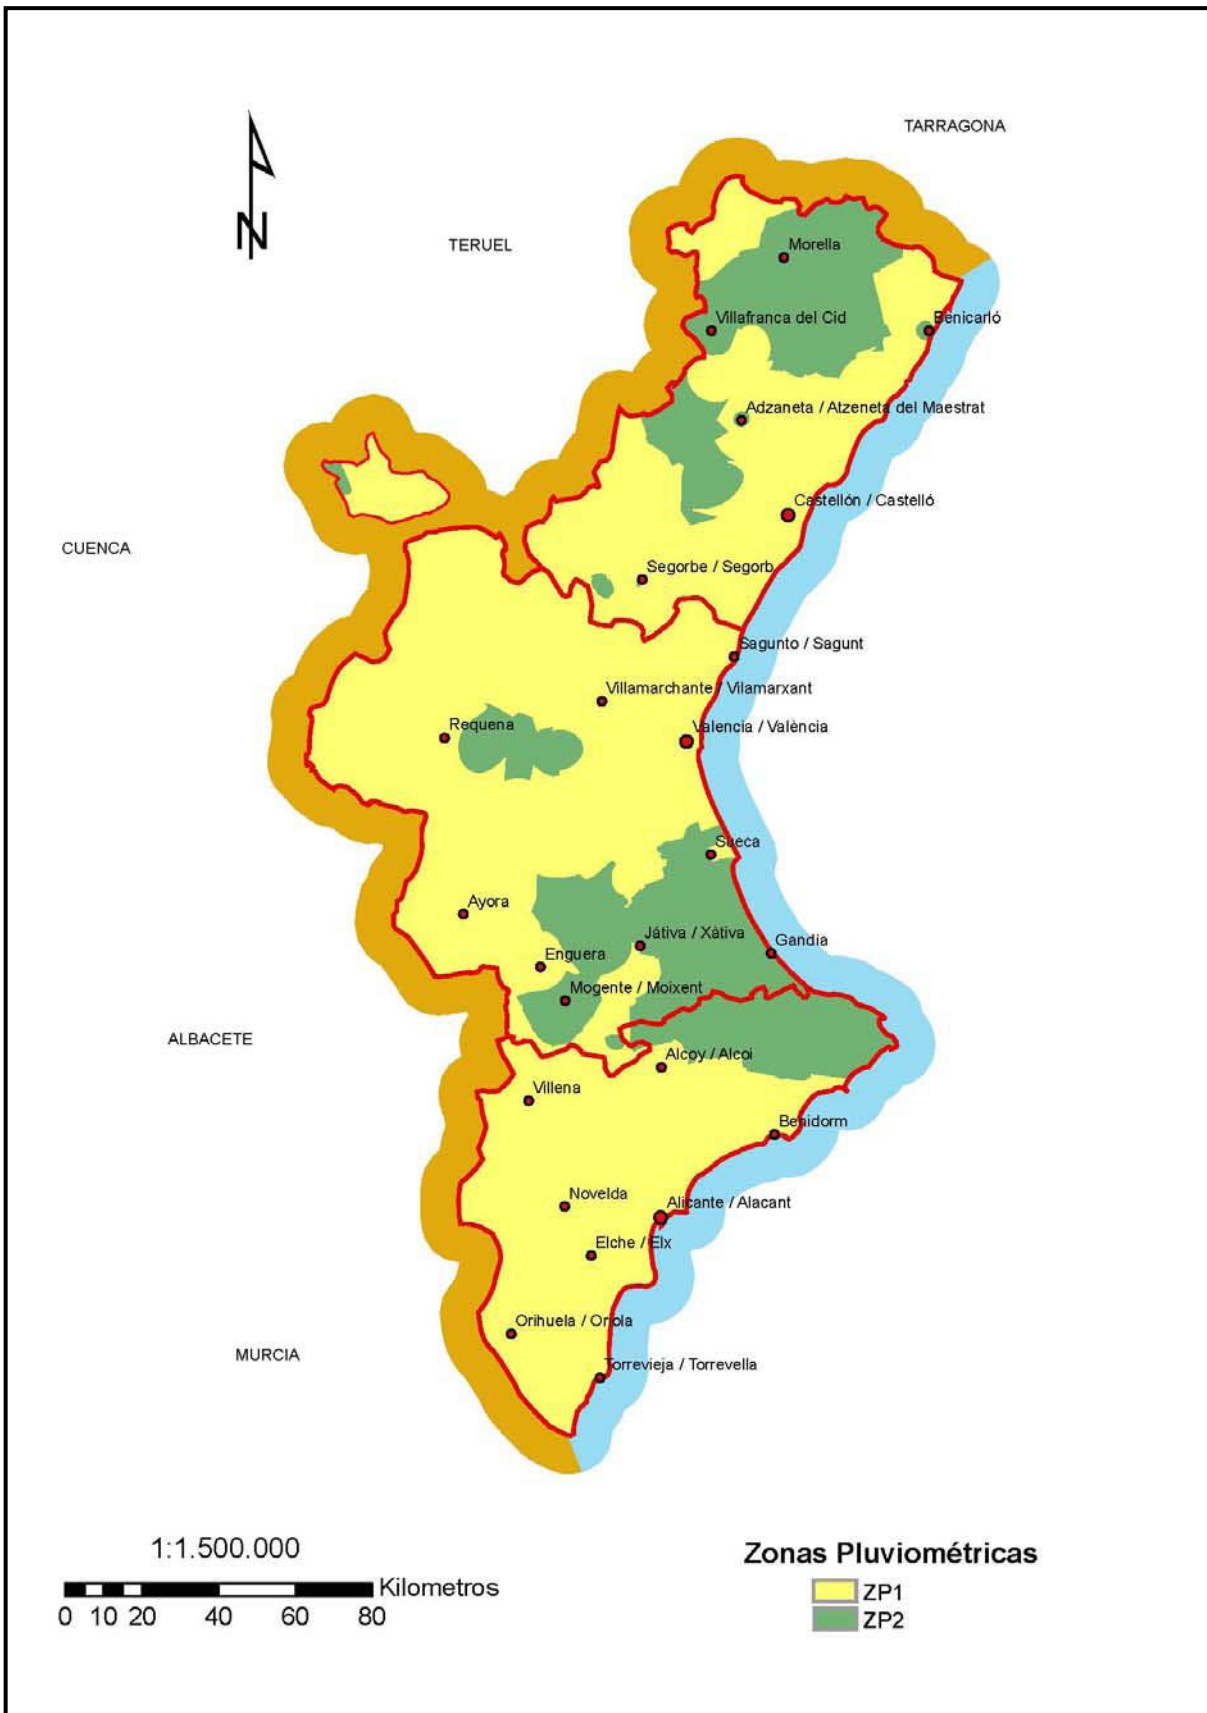 TARRAGONA
N
TERUEL
Morella
Villafranca del Cid
Benicarló
Adzaneta / Atzeneta del Maestrat
Castellón / Castelló
CUENCA
Segorbe / Segorb
Sagunto / Sagunt
Villamarchante / Vilamarxant
Requena
Valencia / València
Sueca
Ayora
Játiva / Xàtiva
Gandia
Enguera
Mogente / Moixent
ALBACETE
Alcoy / Alcoi
Villena
Benidorm
Novelda
Alicante / Alacant
Elche / Elx
Orihuela / Oriola
MURCIA
Torrevieja / Torrevella
1:1.500.000
Kilometros
0 10 20 40 60 80
Zonas Pluviométricas
ZP1
ZP2